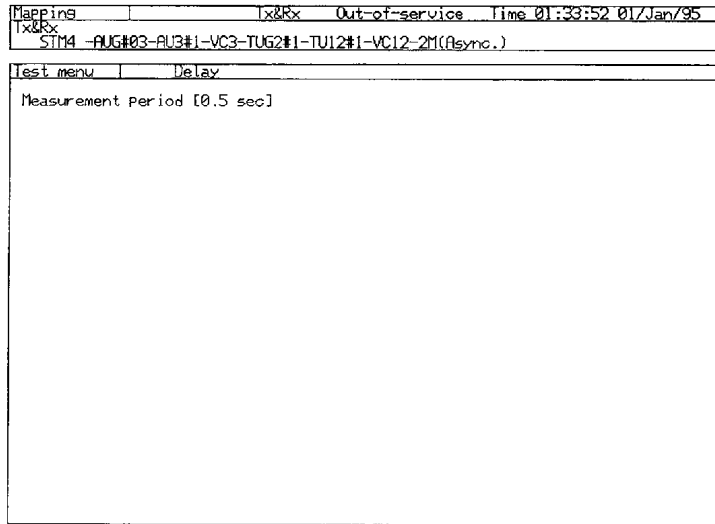 Mapping Tx&Rx Out-of-service Time 01:33:52 01/Jan/95
Tx&Rx
STM4 -AUG#03-AU3#1-VC3-TUG2#1-TU12#1-VC12-2M(Async.)
Test menu Delay
Measurement period [0.5 sec]